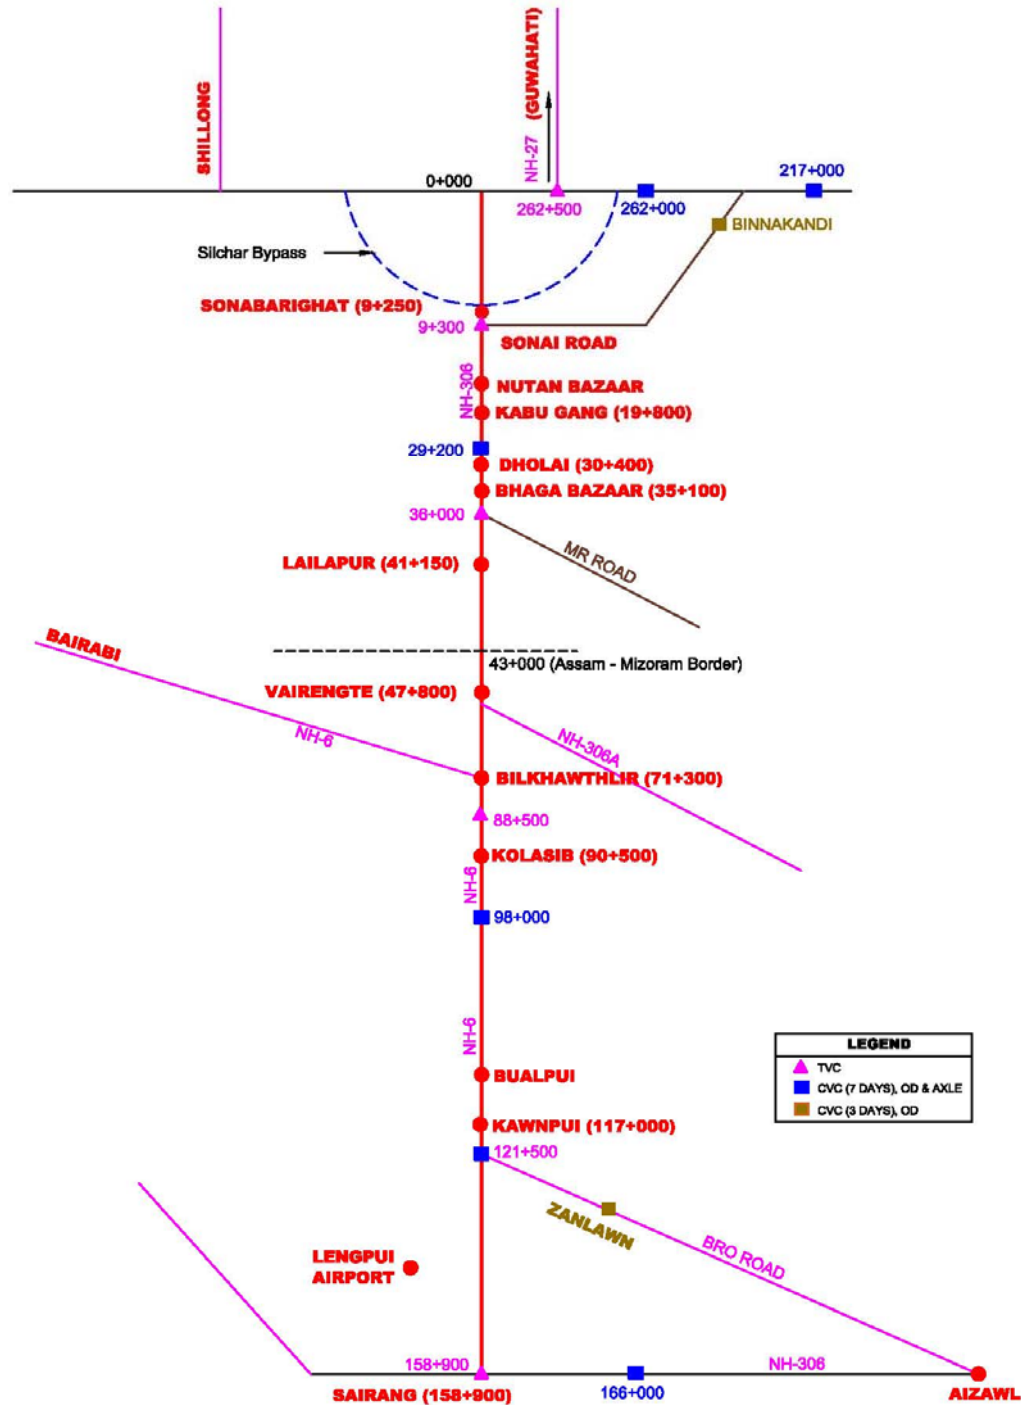 SHILLONG
NH-27
(GUWAHATI)
0+000
262+500
262+000
217+000
BINNAKANDI
Silchar Bypass
SONABARIGHAT (9+250)
9+300
SONAI ROAD
NH-306
NUTAN BAZAAR
KABU GANG (19+800)
29+200
DHOLAI (30+400)
BHAGA BAZAAR (35+100)
36+000
MR ROAD
LAILAPUR (41+150)
BAIRABI
43+000 (Assam - Mizoram Border)
VAIRENGTE (47+800)
NH-6
NH-306A
BILKHAWTHLIR (71+300)
88+500
KOLASIB (90+500)
NH-6
98+000
NH-6
LEGEND
TVC
CVC (7 DAYS), OD & AXLE
CVC (3 DAYS), OD
BUALPUI
KAWNPUI (117+000)
121+500
ZANLAWN
BRO ROAD
LENGPUI
AIRPORT
158+900
NH-306
SAIRANG (158+900)
166+000
AIZAWL